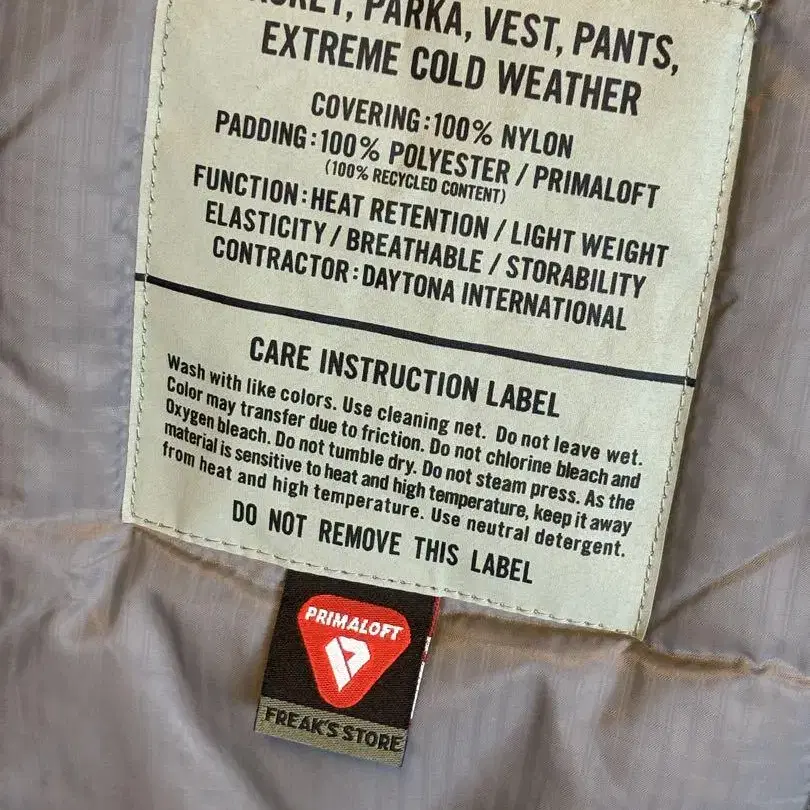 PARKA, VEST, PANTS,
EXTREME COLD WEATHER
COVERING:100% NYLON
PADDING:100% POLYESTER / PRIMALOFT
(100% RECYCLED CONTENT)
FUNCTION:HEAT RETENTION / LIGHT WEIGHT
ELASTICITY / BREATHABLE / STORABILITY
CONTRACTOR:DAYTONA INTERNATIONAL
CARE INSTRUCTION LABEL
Wash with like colors. Use cleaning net. Do not leave wet.
Color may transfer due to friction. Do not chlorine bleach and
Oxygen bleach. Do not tumble dry. Do not steam press. As the
material is sensitive to heat and high temperature, keep it away
from heat and high temperature. Use neutral detergent.
DO NOT REMOVE THIS LABEL
PRIMALOFT
FREAK'S STORE